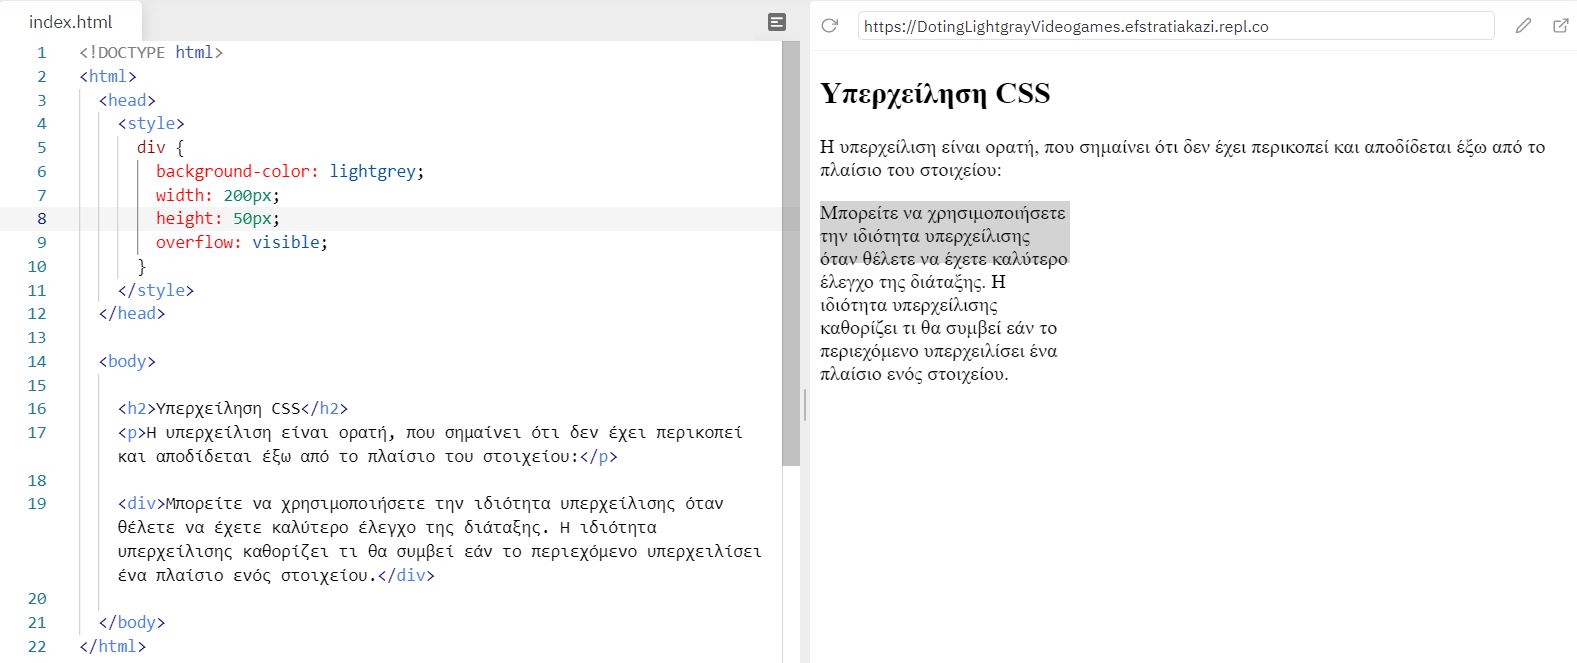 index.html
1 <!DOCTYPE html>
2 <html>
3 <head>
4 <style>
5 div {
6 background-color: lightgrey;
7 width: 200px;
8 height: 50px;
9 overflow: visible;
10 }
11 </style>
12 </head>
13
14 <body>
15
16 <h2>Υπερχείληση CSS</h2>
17 <p>Η υπερχείλιση είναι ορατή, που σημαίνει ότι δεν έχει περικοπεί
και αποδίδεται έξω από το πλαίσιο του στοιχείου:</p>
18
19 <div>Μπορείτε να χρησιμοποιήσετε την ιδιότητα υπερχείλισης όταν
θέλετε να έχετε καλύτερο έλεγχο της διάταξης. Η ιδιότητα
υπερχείλισης καθορίζει τι θα συμβεί εάν το περιεχόμενο υπερχειλίσει
ένα πλαίσιο ενός στοιχείου.</div>
20
21 </body>
22 </html>
https://DotingLightgrayVideogames.efstratiakazi.repl.co
Υπερχείληση CSS
Η υπερχείλιση είναι ορατή, που σημαίνει ότι δεν έχει περικοπεί και αποδίδεται έξω από το
πλαίσιο του στοιχείου:
Μπορείτε να χρησιμοποιήσετε
την ιδιότητα υπερχείλισης
όταν θέλετε να έχετε καλύτερο
έλεγχο της διάταξης. Η
ιδιότητα υπερχείλισης
καθορίζει τι θα συμβεί εάν το
περιεχόμενο υπερχειλίσει ένα
πλαίσιο ενός στοιχείου.